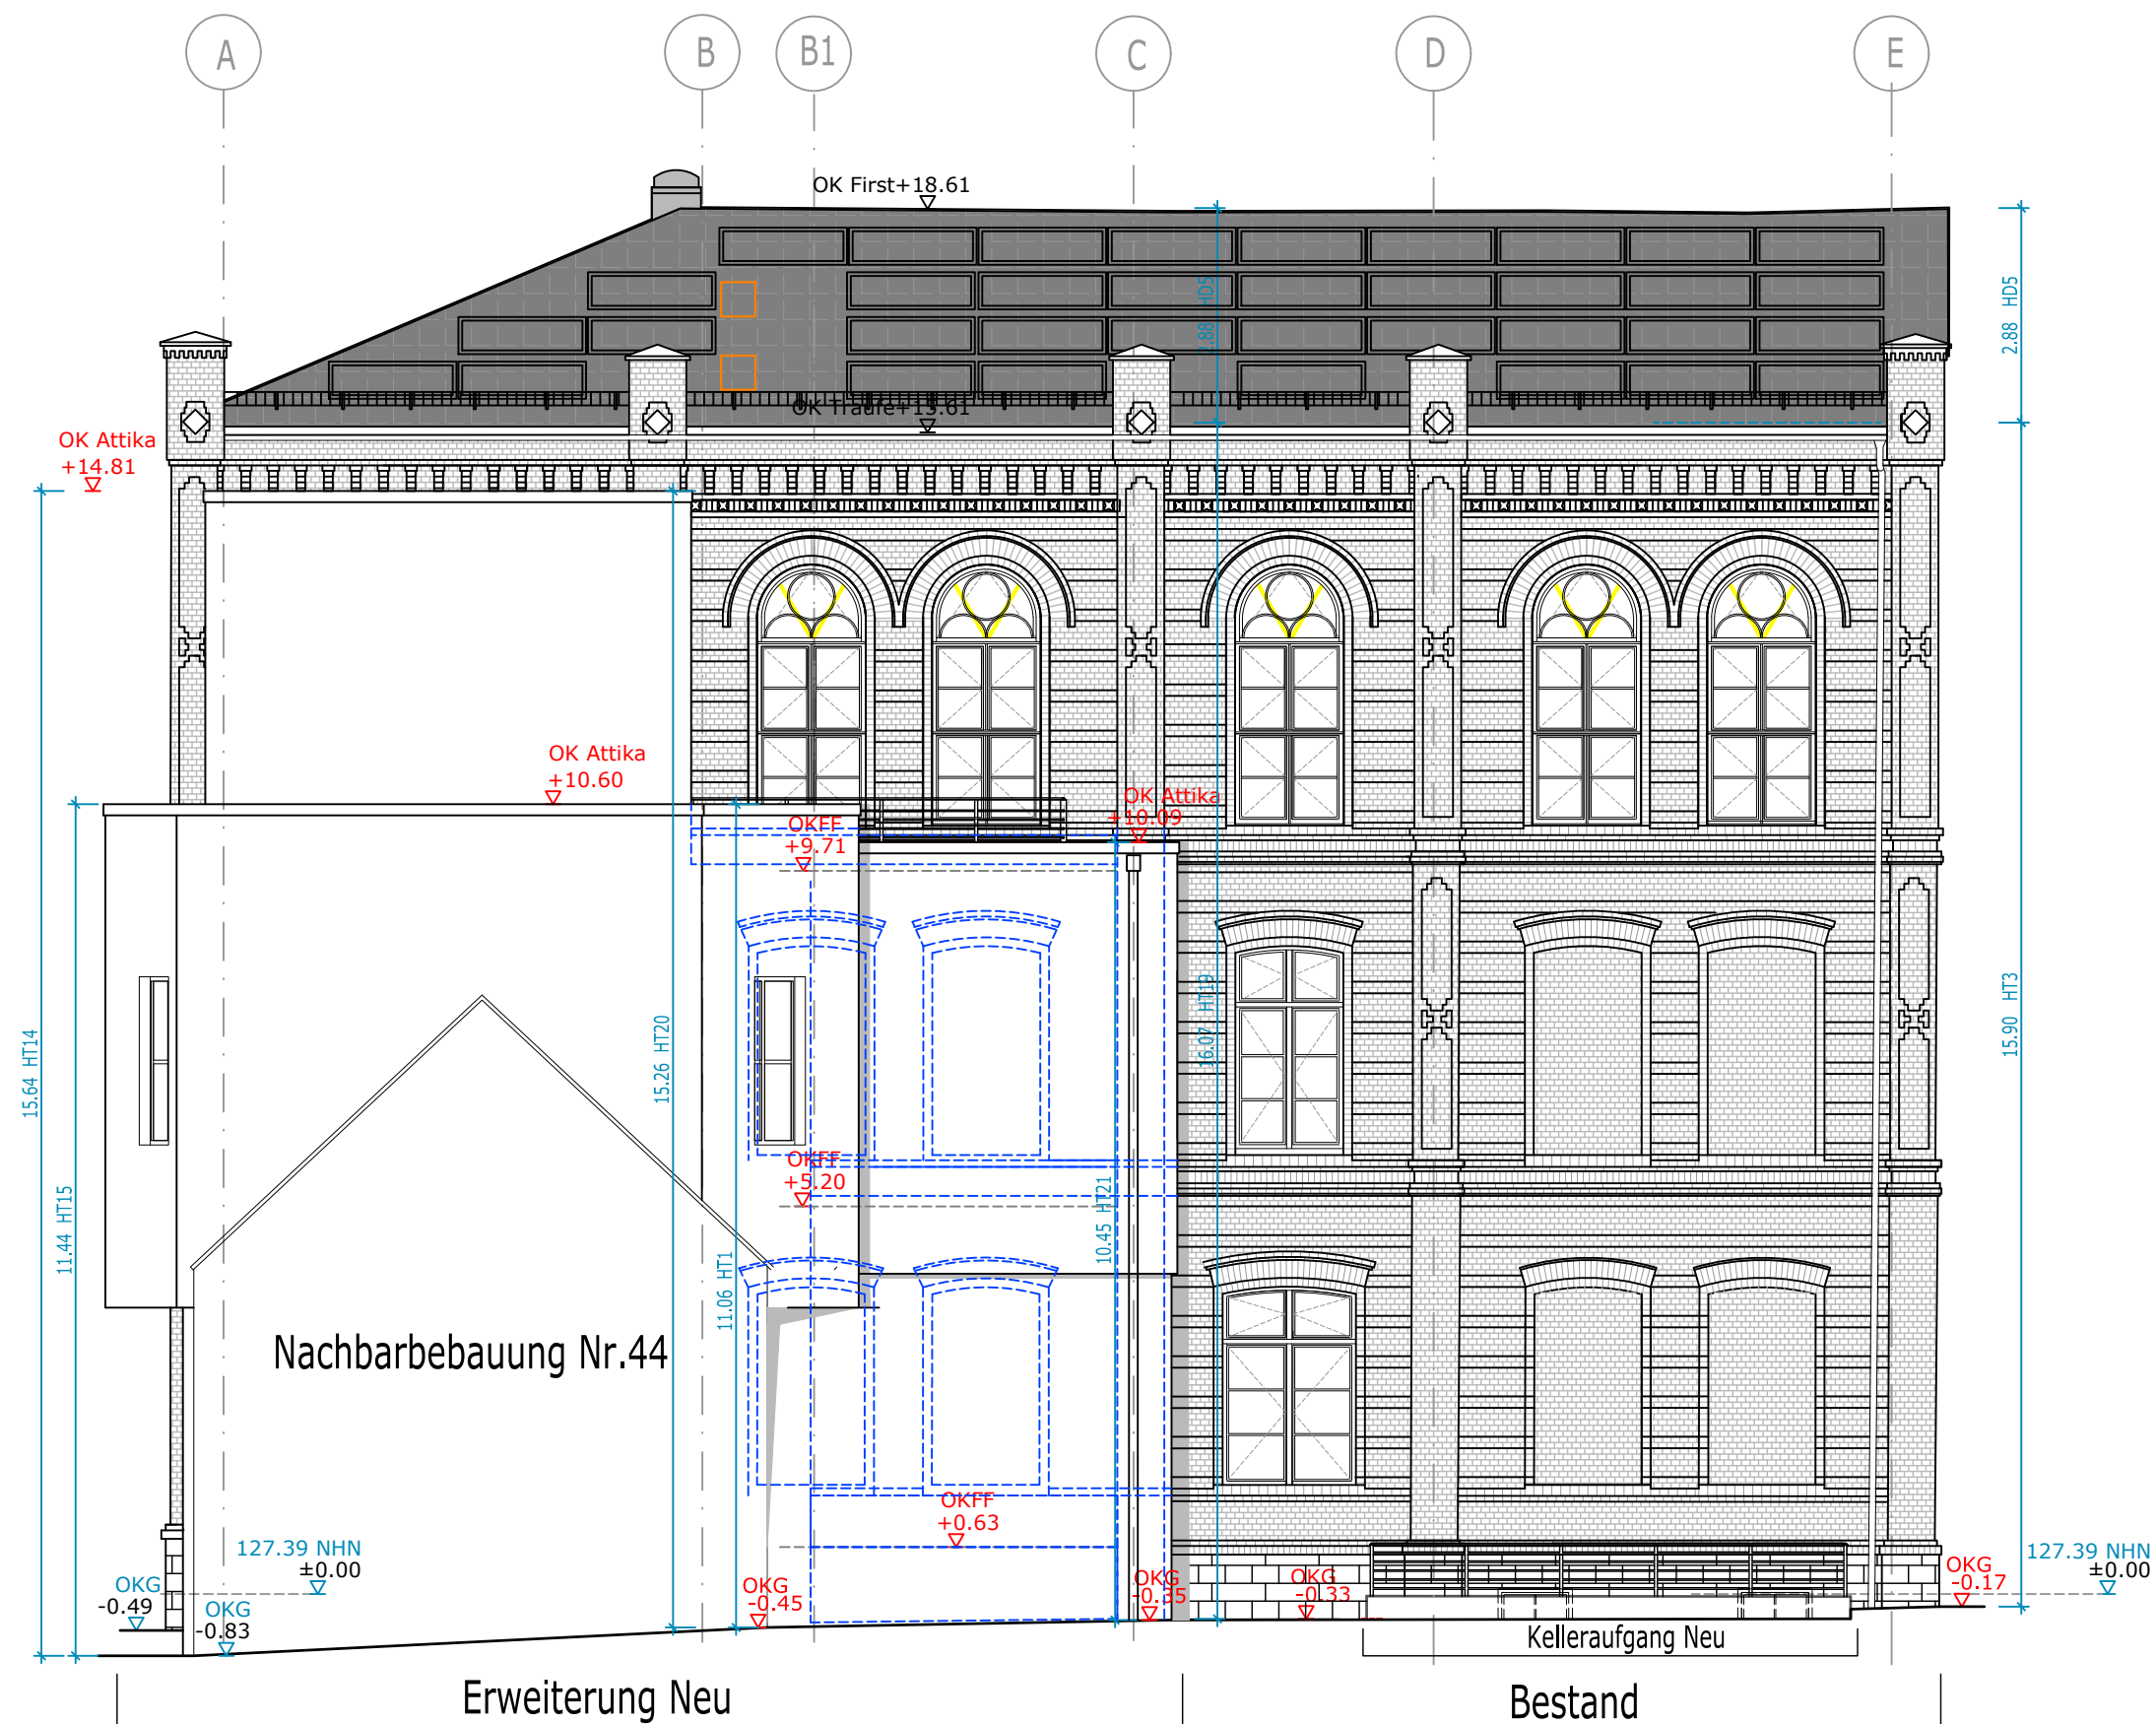 A
B
B1
C
D
E
OK First+18.61
2.88 HD5
2.88 HD5
OK Traufe+15.61
OK Attika
+14.81
OK Attika
+10.60
OK Attika
+10.09
OKFF
+9.71
15.64 HT14
15.26 HT20
16.07 HT19
15.90 HT3
OKFF
+5.20
11.44 HT15
11.06 HT1
10.45 HT21
Nachbarbebauung Nr.44
OKFF
+0.63
127.39 NHN
±0.00
127.39 NHN
±0.00
OKG
-0.49
OKG
-0.83
OKG
-0.45
OKG
-0.35
OKG
-0.33
OKG
-0.17
Kelleraufgang Neu
Erweiterung Neu
Bestand